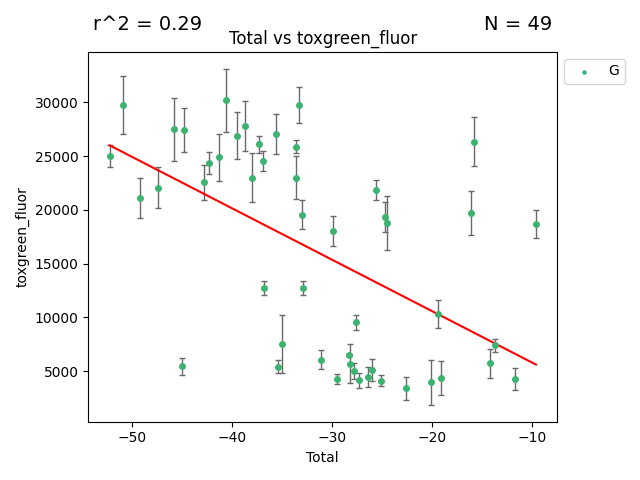 r^2 = 0.29
N = 49
Total vs toxgreen_fluor
G
30000
25000
20000
15000
10000
5000
toxgreen_fluor
−50
−40
−30
−20
−10
Total